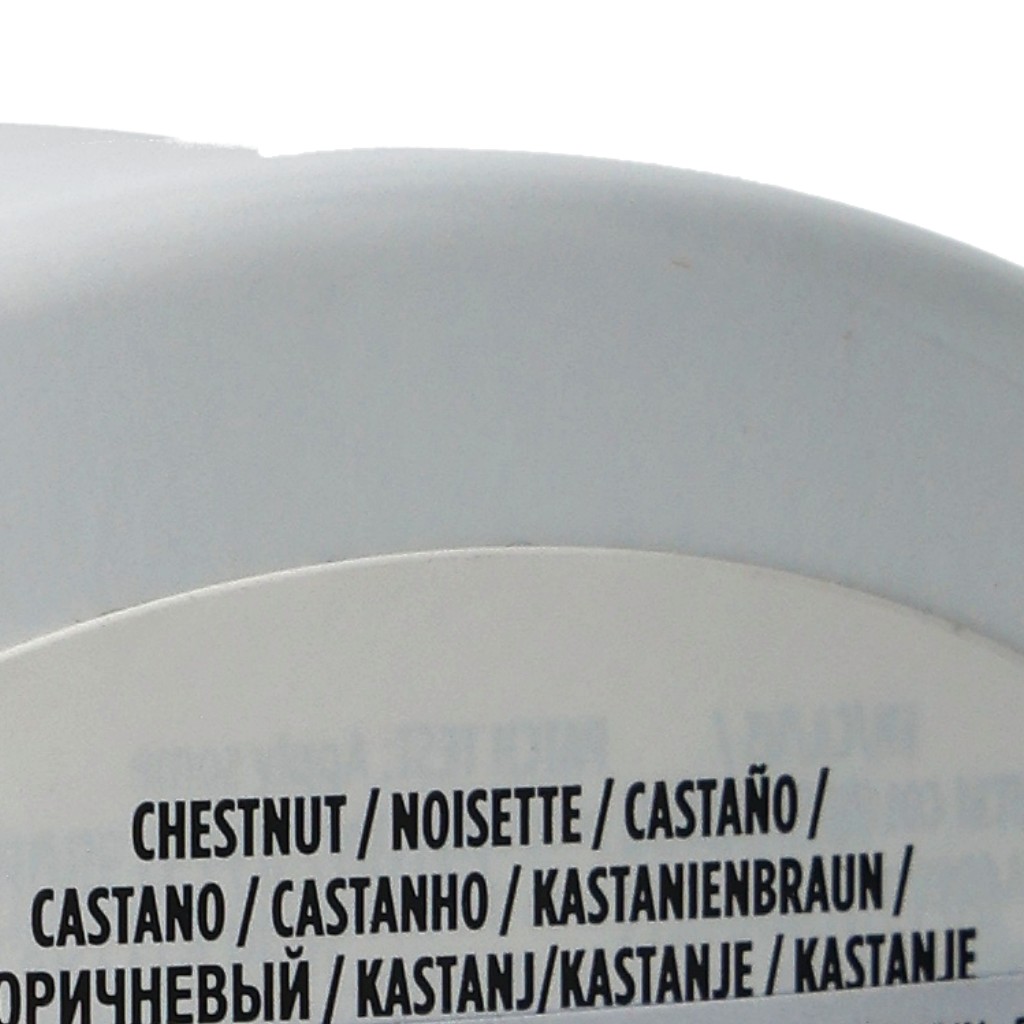 CHESTNUT / NOISETTE / CASTAÑO /
CASTANO / CASTANHO / KASTANIENBRAUN /
ОРИЧНЕВЫЙ / KASTANJ/KASTANJE / KASTANJE